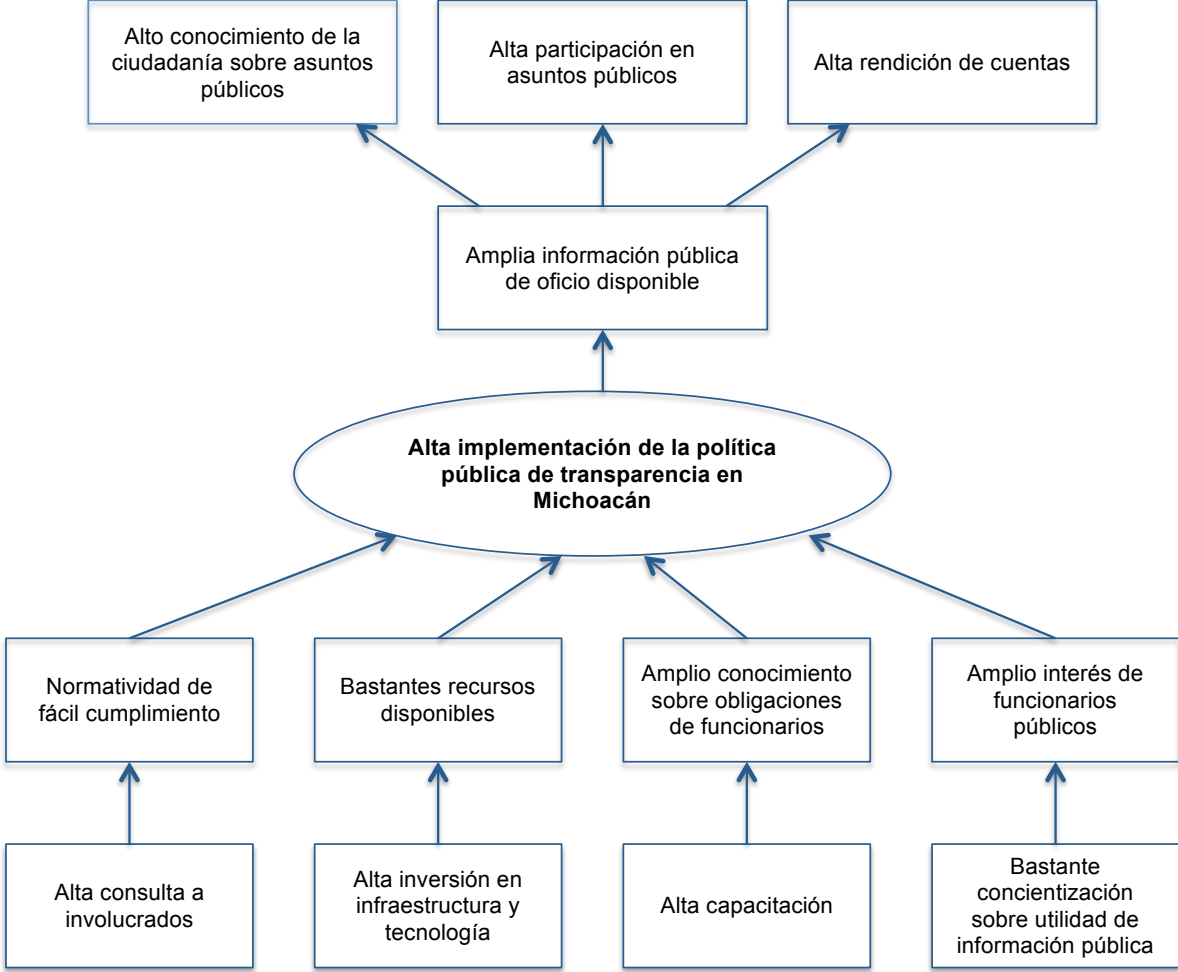 Alto conocimiento de la
ciudadanía sobre asuntos
públicos
Alta participación en
asuntos públicos
Alta rendición de cuentas
Amplia información pública
de oficio disponible
Alta implementación de la política
pública de transparencia en
Michoacán
Normatividad de
fácil cumplimiento
Bastantes recursos
disponibles
Amplio conocimiento
sobre obligaciones
de funcionarios
Amplio interés de
funcionarios
públicos
Alta consulta a
involucrados
Alta inversión en
infraestructura y
tecnología
Alta capacitación
Bastante
concientización
sobre utilidad de
información pública